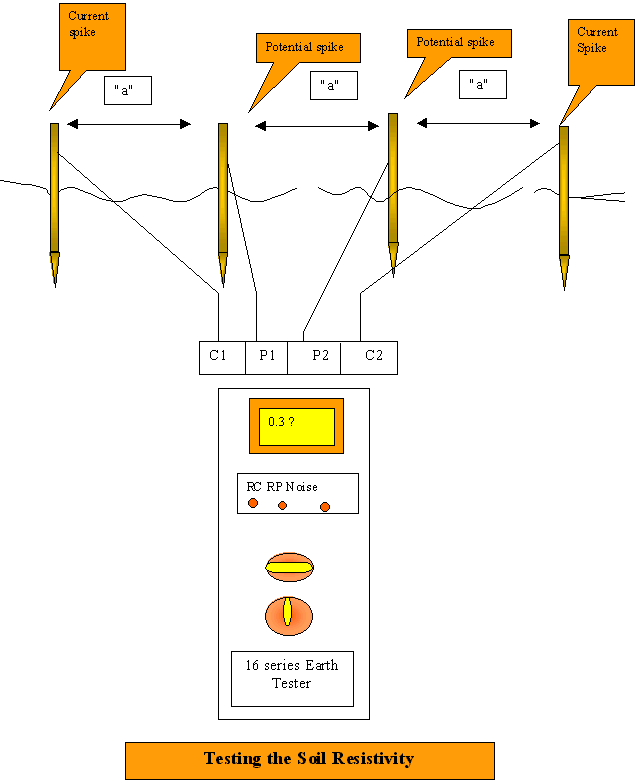 Current
spike
Potential spike
Potential spike
Current
Spike
"a"
"a"
"a"
C1 P1 P2 C2
0.3 ?
RC RP Noise
16 series Earth
Tester
Testing the Soil Resistivity